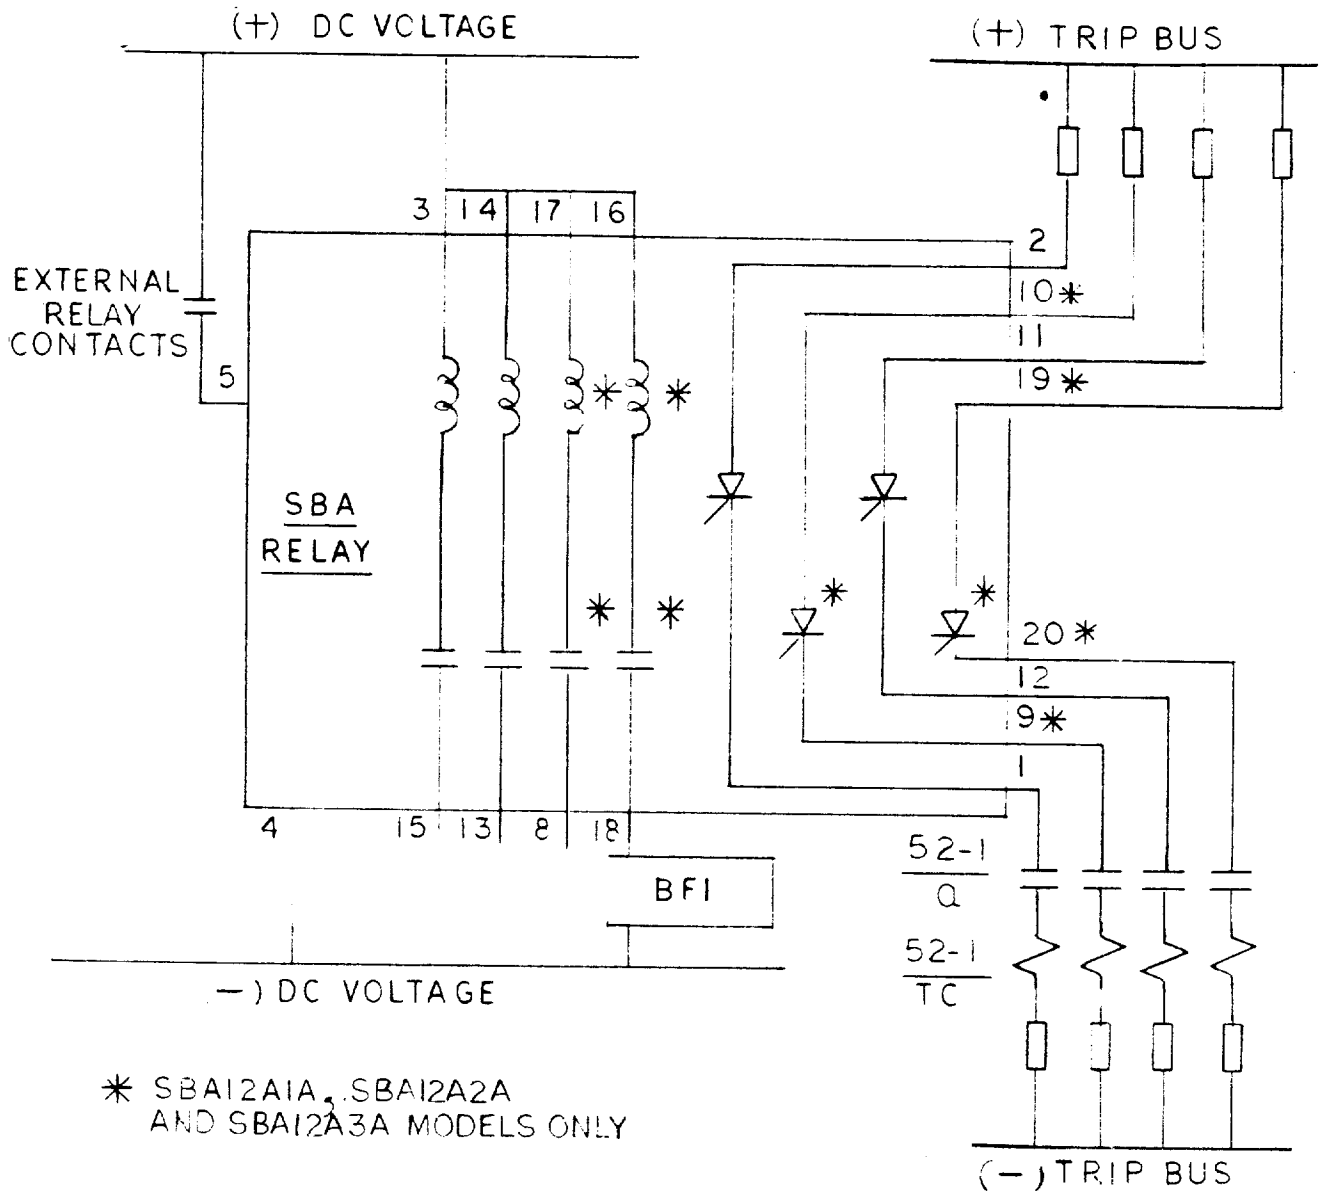 (+) DC VOLTAGE
(+) TRIP BUS
3 14 17 16
2
10*
11
19*
EXTERNAL
RELAY
CONTACTS
5
* *
SBA
RELAY
* *
* *
20*
12
9*
1
4 15 13 8 18
BFI
52-1
a
52-1
TC
-) DC VOLTAGE
* SBA12A1A, SBA12A2A
AND SBA12A3A MODELS ONLY
(-) TRIP BUS